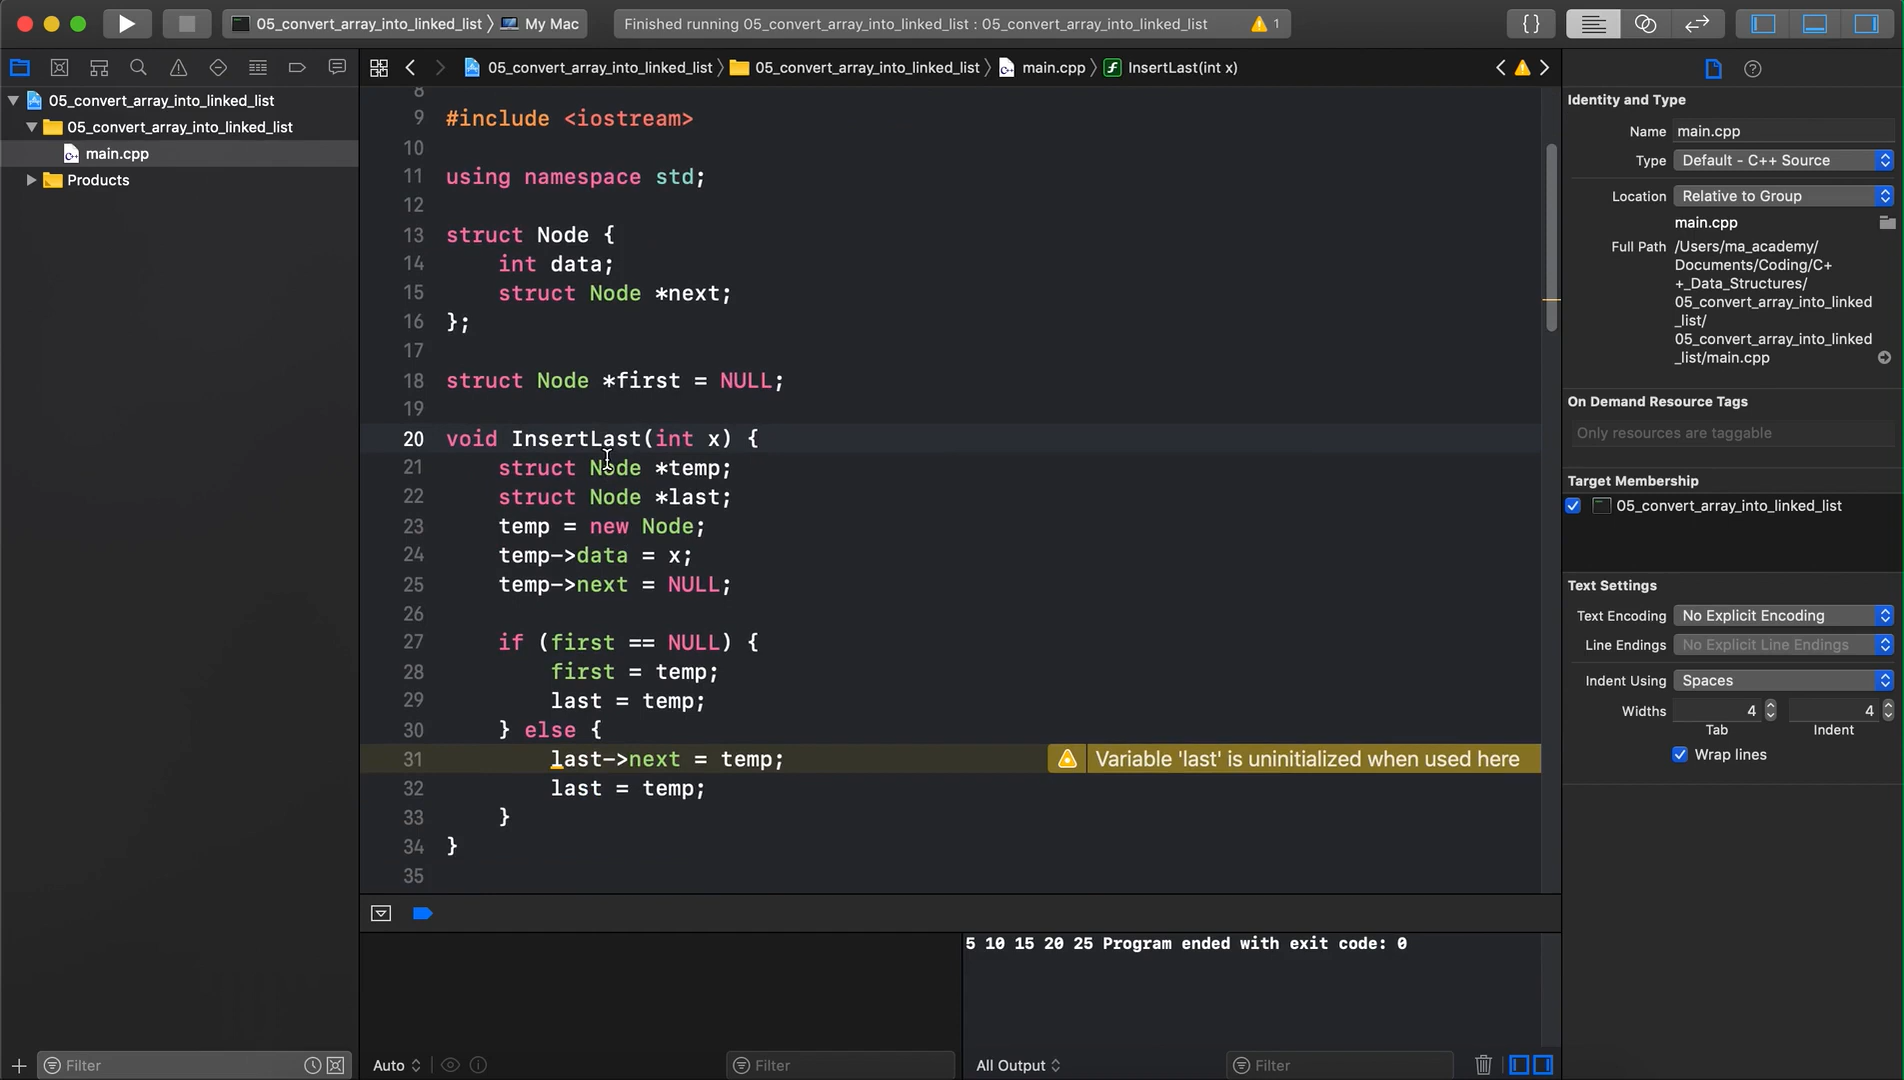 05_convert_array_into_linked_list 〉 My Mac
Finished running 05_convert_array_into_linked_list : 05_convert_array_into_linked_list
1
{}
05_convert_array_into_linked_list 〉 05_convert_array_into_linked_list 〉 main.cpp 〉 f InsertLast(int x)
05_convert_array_into_linked_list
05_convert_array_into_linked_list
main.cpp
Products
8
9 #include <iostream>
10
11 using namespace std;
12
13 struct Node {
14 int data;
15 struct Node *next;
16 };
17
18 struct Node *first = NULL;
19
20 void InsertLast(int x) {
21 struct Node *temp;
22 struct Node *last;
23 temp = new Node;
24 temp->data = x;
25 temp->next = NULL;
26
27 if (first == NULL) {
28 first = temp;
29 last = temp;
30 } else {
31 last->next = temp; Variable 'last' is uninitialized when used here
32 last = temp;
33 }
34 }
35
5 10 15 20 25 Program ended with exit code: 0
Filter
Auto
Filter
All Output
Filter
Identity and Type
Name main.cpp
Type Default - C++ Source
Location Relative to Group
main.cpp
Full Path /Users/ma_academy/
Documents/Coding/C+
+_Data_Structures/
05_convert_array_into_linked
_list/
05_convert_array_into_linked
_list/main.cpp
On Demand Resource Tags
Only resources are taggable
Target Membership
05_convert_array_into_linked_list
Text Settings
Text Encoding No Explicit Encoding
Line Endings No Explicit Line Endings
Indent Using Spaces
Widths 4 4
Tab Indent
Wrap lines